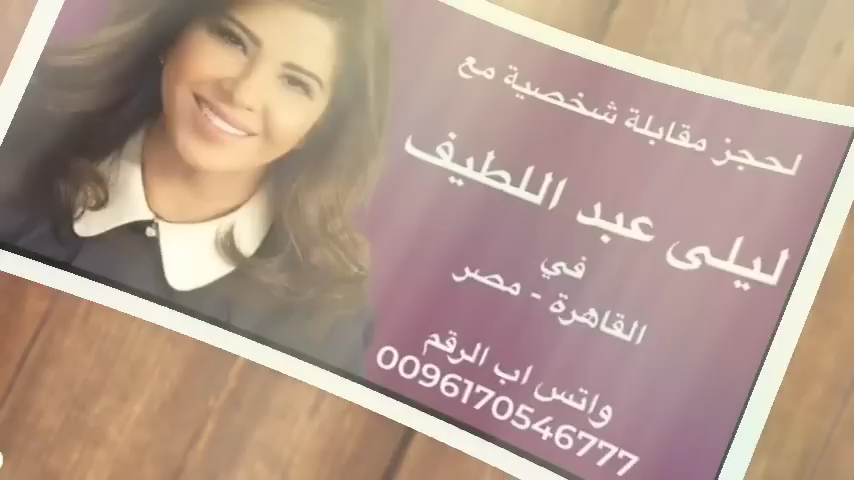 لحجز مقابلة شخصية مع
ليلى عبد اللطيف
في
القاهرة - مصر
واتس اب الرقم
0096170546777